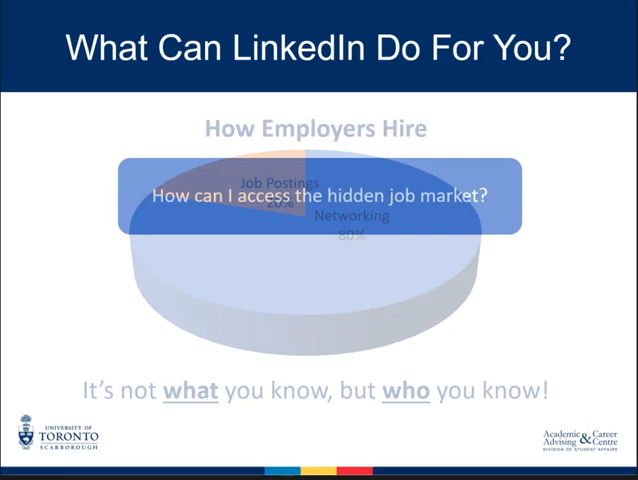 What Can LinkedIn Do For You?
How Employers Hire
Job Postings
20%
How can I access the hidden job market?
Networking
80%
It's not what you know, but who you know!
UNIVERSITY OF
TORONTO
SCARBOROUGH
Academic & Career
Advising Centre
DIVISION OF STUDENT AFFAIRS